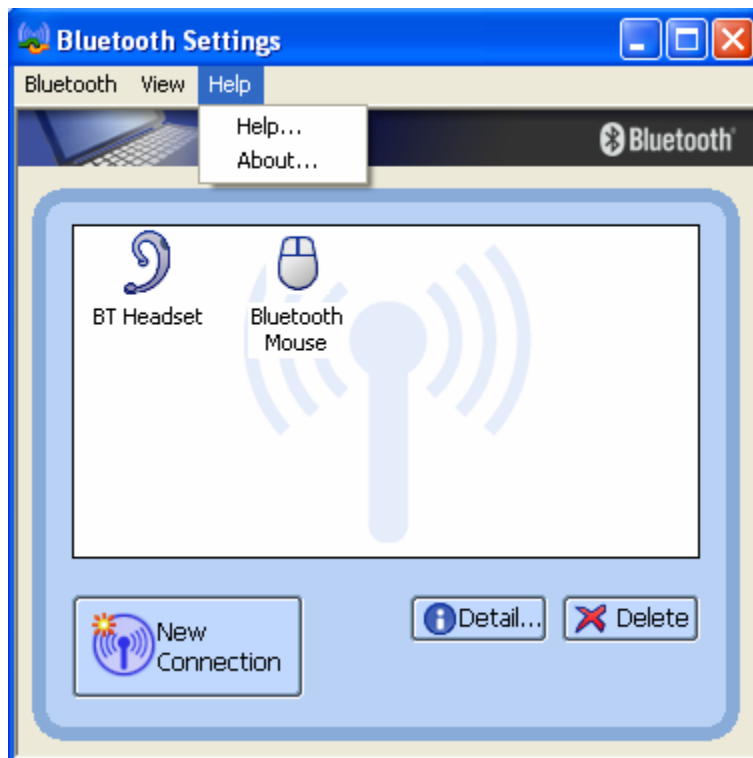 Bluetooth Settings
Bluetooth View Help
Help...
About...
Bluetooth
BT Headset
Bluetooth
Mouse
New
Connection
Detail...
Delete